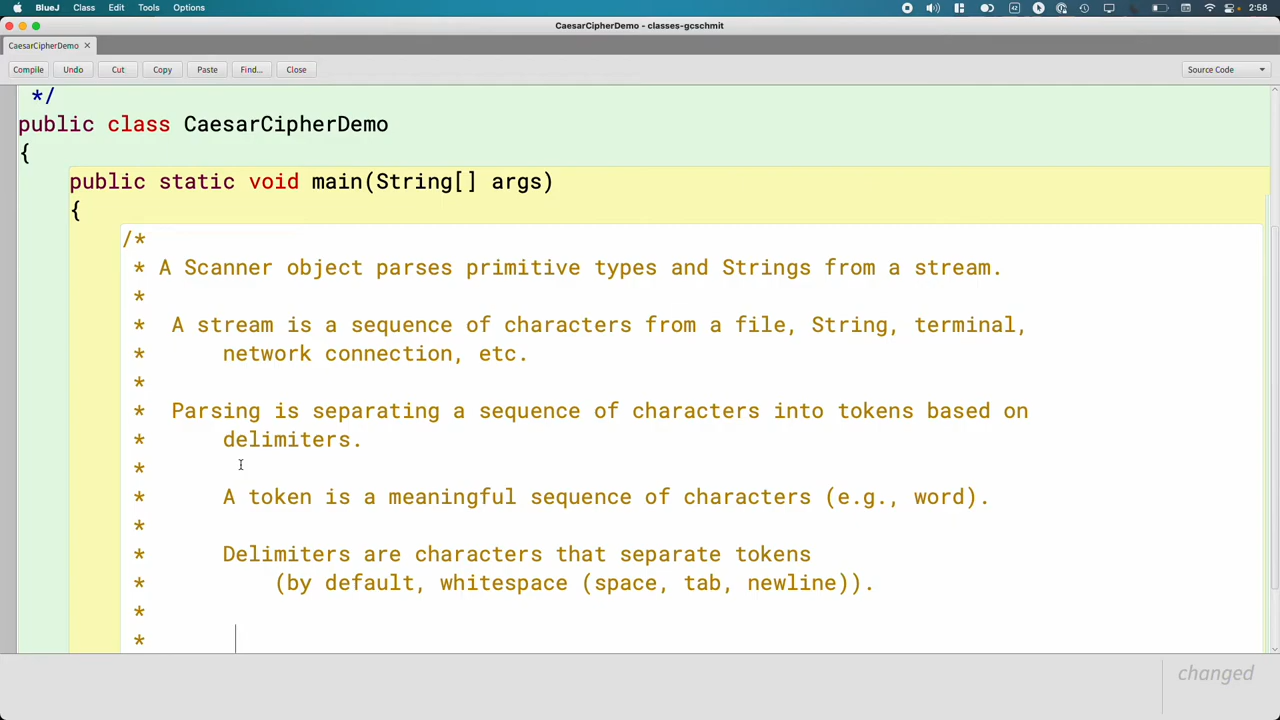 BlueJ Class Edit Tools Options 42 2:58
CaesarCipherDemo - classes-gcschmit
CaesarCipherDemo ×
Compile Undo Cut Copy Paste Find... Close Source Code
*/
public class CaesarCipherDemo
{
public static void main(String[] args)
{
/*
* A Scanner object parses primitive types and Strings from a stream.
*
* A stream is a sequence of characters from a file, String, terminal,
* network connection, etc.
*
* Parsing is separating a sequence of characters into tokens based on
* delimiters.
*
* A token is a meaningful sequence of characters (e.g., word).
*
* Delimiters are characters that separate tokens
* (by default, whitespace (space, tab, newline)).
*
*
changed